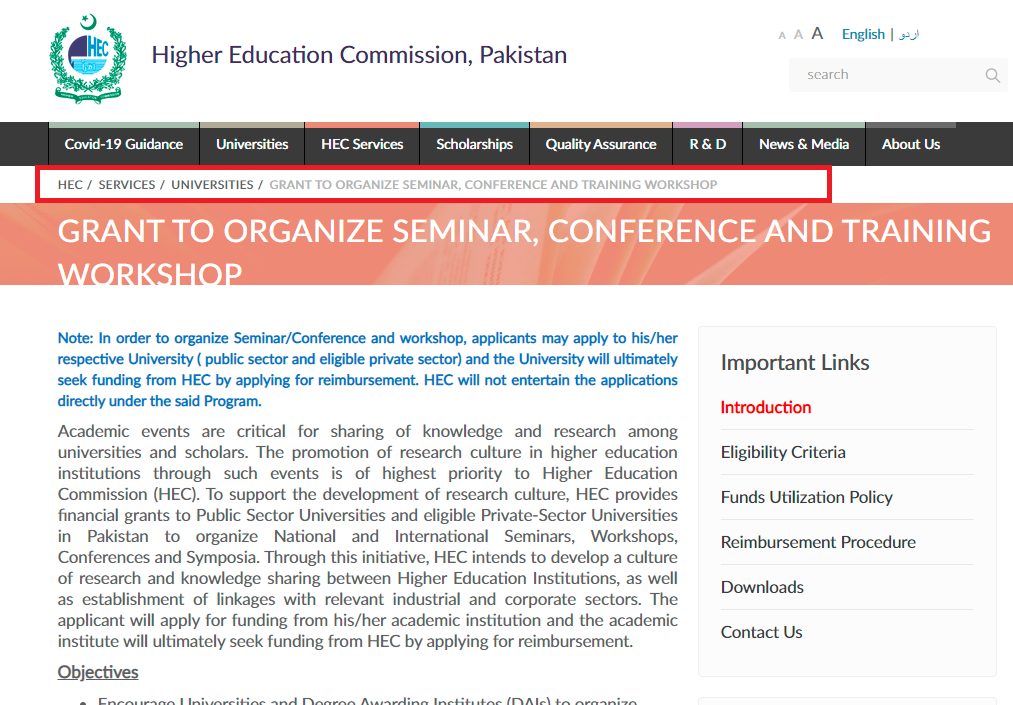 HEC
Higher Education Commission, Pakistan
A A A English | اردو
search
Covid-19 Guidance Universities HEC Services Scholarships Quality Assurance R & D News & Media About Us
HEC / SERVICES / UNIVERSITIES / GRANT TO ORGANIZE SEMINAR, CONFERENCE AND TRAINING WORKSHOP
GRANT TO ORGANIZE SEMINAR, CONFERENCE AND TRAINING
WORKSHOP
Note: In order to organize Seminar/Conference and workshop, applicants may apply to his/her
respective University ( public sector and eligible private sector) and the University will ultimately
seek funding from HEC by applying for reimbursement. HEC will not entertain the applications
directly under the said Program.
Academic events are critical for sharing of knowledge and research among
universities and scholars. The promotion of research culture in higher education
institutions through such events is of highest priority to Higher Education
Commission (HEC). To support the development of research culture, HEC provides
financial grants to Public Sector Universities and eligible Private-Sector Universities
in Pakistan to organize National and International Seminars, Workshops,
Conferences and Symposia. Through this initiative, HEC intends to develop a culture
of research and knowledge sharing between Higher Education Institutions, as well
as establishment of linkages with relevant industrial and corporate sectors. The
applicant will apply for funding from his/her academic institution and the academic
institute will ultimately seek funding from HEC by applying for reimbursement.
Objectives
• Encourage Universities and Degree Awarding Institutes (DAIs) to organize
Important Links
Introduction
Eligibility Criteria
Funds Utilization Policy
Reimbursement Procedure
Downloads
Contact Us